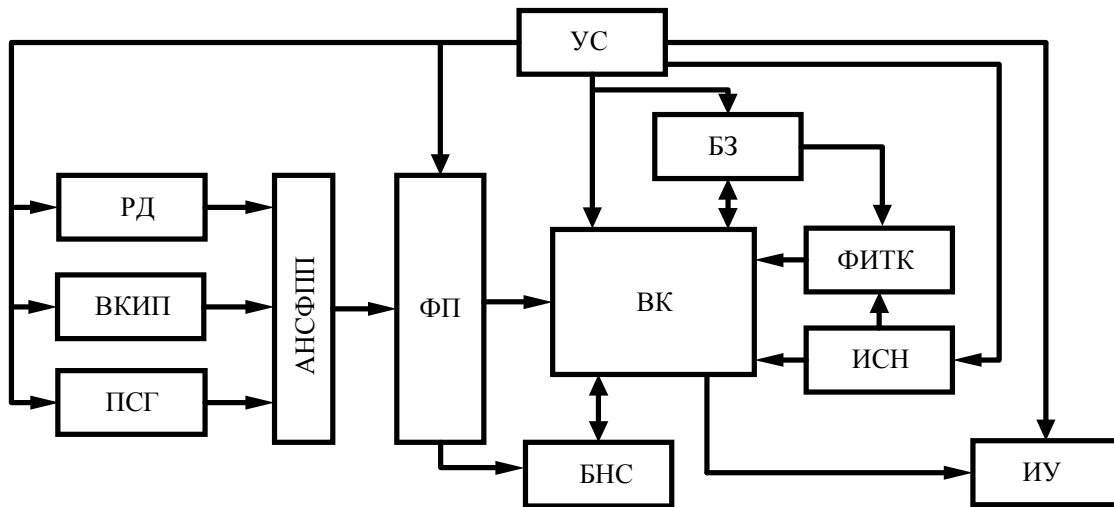 УС
БЗ
РД
ВКИП
ПСГ
АНСФПП
ФП
ВК
ФИТК
ИСН
БНС
ИУ